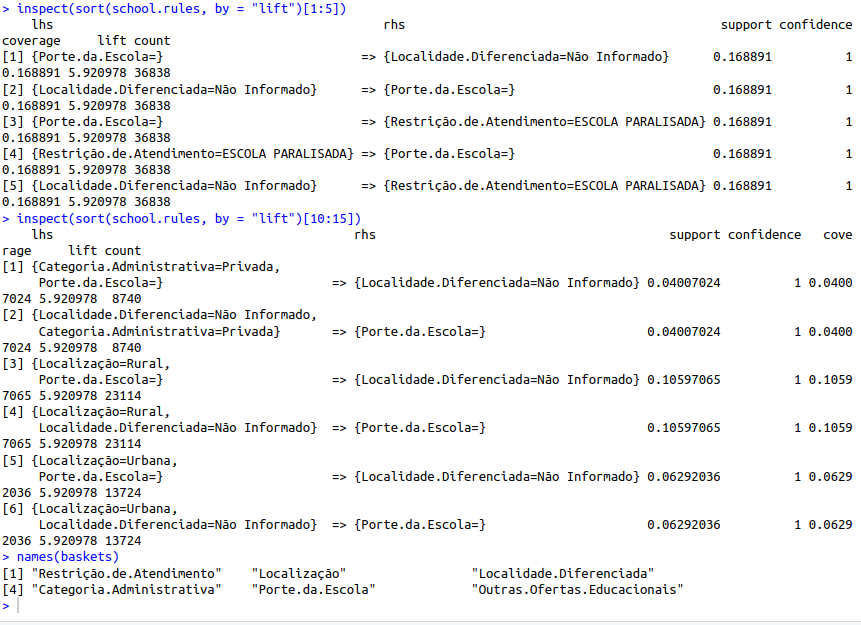 > inspect(sort(school.rules, by = "lift")[1:5])
    lhs                                           rhs                                          support confidence
coverage     lift count
[1] {Porte.da.Escola=}                         => {Localidade.Diferenciada=Não Informado}     0.168891          1
0.168891 5.920978 36838
[2] {Localidade.Diferenciada=Não Informado}    => {Porte.da.Escola=}                          0.168891          1
0.168891 5.920978 36838
[3] {Porte.da.Escola=}                         => {Restrição.de.Atendimento=ESCOLA PARALISADA} 0.168891          1
0.168891 5.920978 36838
[4] {Restrição.de.Atendimento=ESCOLA PARALISADA} => {Porte.da.Escola=}                          0.168891          1
0.168891 5.920978 36838
[5] {Localidade.Diferenciada=Não Informado}    => {Restrição.de.Atendimento=ESCOLA PARALISADA} 0.168891          1
0.168891 5.920978 36838
> inspect(sort(school.rules, by = "lift")[10:15])
    lhs                                        rhs                                       support confidence   cove
rage     lift count
[1] {Categoria.Administrativa=Privada,
     Porte.da.Escola=}                      => {Localidade.Diferenciada=Não Informado} 0.04007024          1 0.0400
7024 5.920978  8740
[2] {Localidade.Diferenciada=Não Informado,
     Categoria.Administrativa=Privada}      => {Porte.da.Escola=}                      0.04007024          1 0.0400
7024 5.920978  8740
[3] {Localização=Rural,
     Porte.da.Escola=}                      => {Localidade.Diferenciada=Não Informado} 0.10597065          1 0.1059
7065 5.920978 23114
[4] {Localização=Rural,
     Localidade.Diferenciada=Não Informado} => {Porte.da.Escola=}                      0.10597065          1 0.1059
7065 5.920978 23114
[5] {Localização=Urbana,
     Porte.da.Escola=}                      => {Localidade.Diferenciada=Não Informado} 0.06292036          1 0.0629
2036 5.920978 13724
[6] {Localização=Urbana,
     Localidade.Diferenciada=Não Informado} => {Porte.da.Escola=}                      0.06292036          1 0.0629
2036 5.920978 13724
> names(baskets)
[1] "Restrição.de.Atendimento"    "Localização"                 "Localidade.Diferenciada"
[4] "Categoria.Administrativa"    "Porte.da.Escola"             "Outras.Ofertas.Educacionais"
>